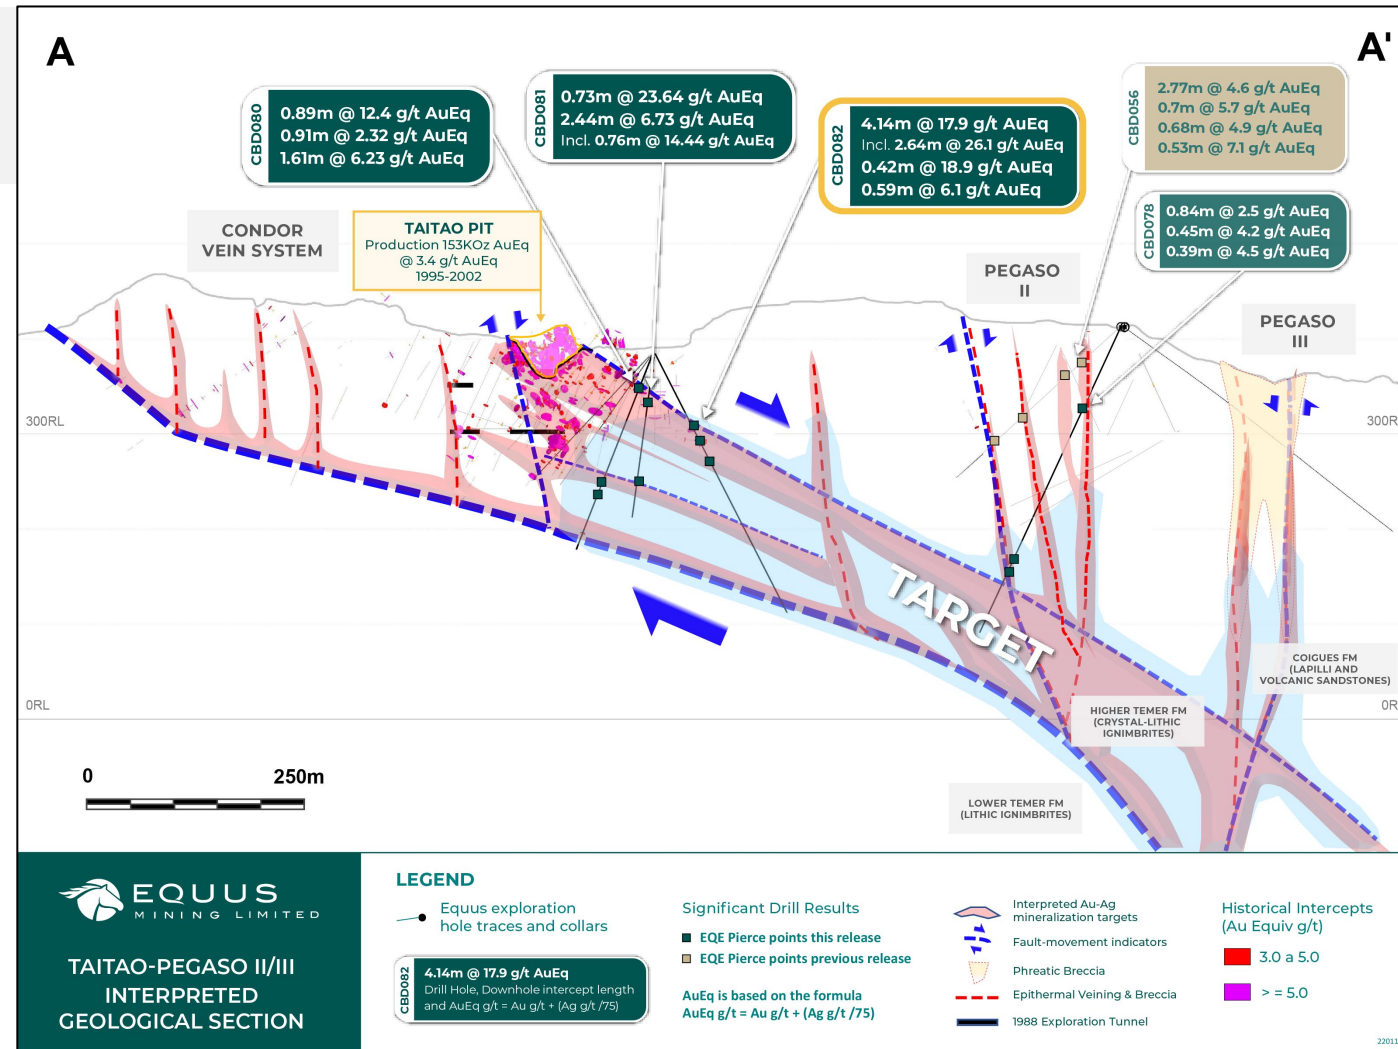 A
A'
CBD080
0.89m @ 12.4 g/t AuEq
0.91m @ 2.32 g/t AuEq
1.61m @ 6.23 g/t AuEq
CBD081
0.73m @ 23.64 g/t AuEq
2.44m @ 6.73 g/t AuEq
Incl. 0.76m @ 14.44 g/t AuEq
CBD082
4.14m @ 17.9 g/t AuEq
Incl. 2.64m @ 26.1 g/t AuEq
0.42m @ 18.9 g/t AuEq
0.59m @ 6.1 g/t AuEq
CBD056
2.77m @ 4.6 g/t AuEq
0.7m @ 5.7 g/t AuEq
0.68m @ 4.9 g/t AuEq
0.53m @ 7.1 g/t AuEq
CBD078
0.84m @ 2.5 g/t AuEq
0.45m @ 4.2 g/t AuEq
0.39m @ 4.5 g/t AuEq
CONDOR
VEIN SYSTEM
TAITAO PIT
Production 153KOz AuEq
@ 3.4 g/t AuEq
1995-2002
PEGASO
II
PEGASO
III
300RL
300R
TARGET
COIGUES FM
(LAPILLI AND
VOLCANIC SANDSTONES)
0RL
0R
HIGHER TEMER FM
(CRYSTAL-LITHIC
IGNIMBRITES)
LOWER TEMER FM
(LITHIC IGNIMBRITES)
0 250m
EQUUS
MINING LIMITED
TAITAO-PEGASO II/III
INTERPRETED
GEOLOGICAL SECTION
LEGEND
Equus exploration
hole traces and collars
CBD082
4.14m @ 17.9 g/t AuEq
Drill Hole, Downhole intercept length
and AuEq g/t = Au g/t + (Ag g/t /75)
Significant Drill Results
EQE Pierce points this release
EQE Pierce points previous release
AuEq is based on the formula
AuEq g/t = Au g/t + (Ag g/t /75)
Interpreted Au-Ag
mineralization targets
Fault-movement indicators
Phreatic Breccia
Epithermal Veining & Breccia
1988 Exploration Tunnel
Historical Intercepts
(Au Equiv g/t)
3.0 a 5.0
> = 5.0
22011